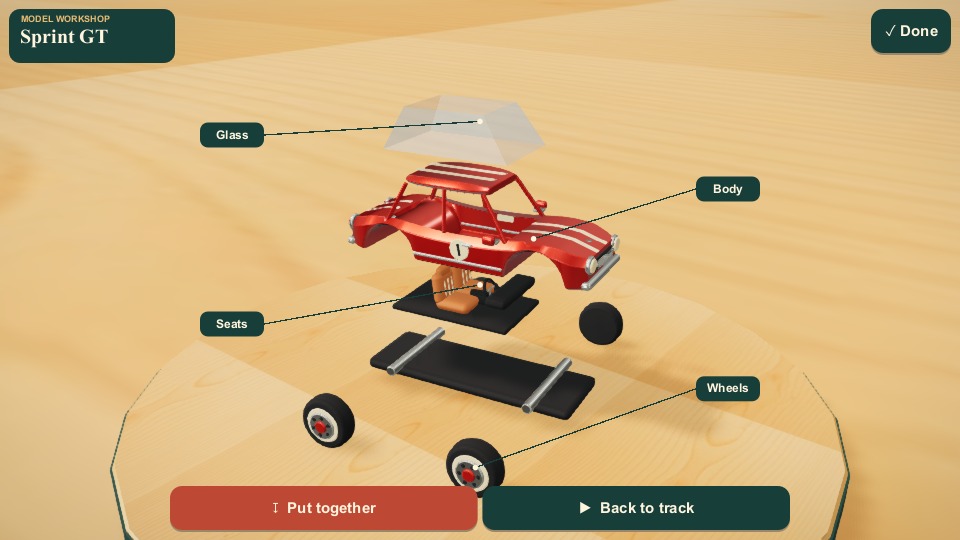 MODEL WORKSHOP
Sprint GT
✓ Done
Glass
Body
1
Seats
Wheels
↕ Put together
▶ Back to track